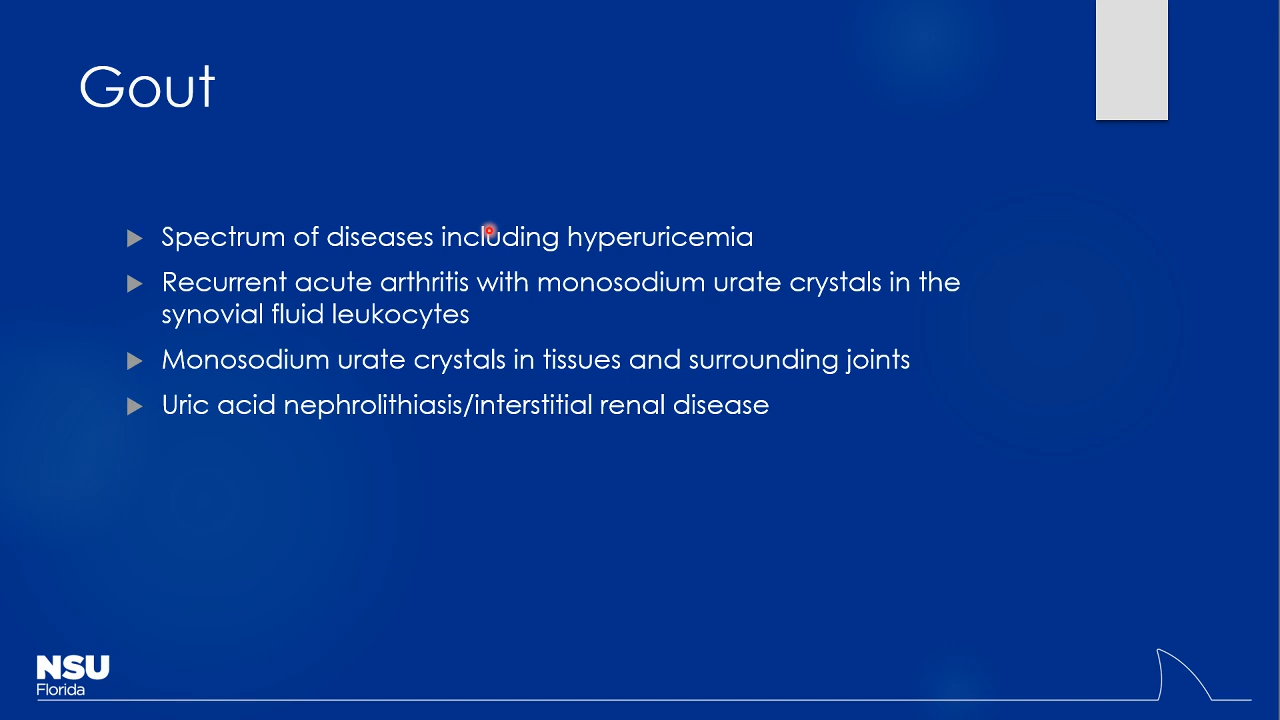 Gout
Spectrum of diseases including hyperuricemia
Recurrent acute arthritis with monosodium urate crystals in the
synovial fluid leukocytes
Monosodium urate crystals in tissues and surrounding joints
Uric acid nephrolithiasis/interstitial renal disease
NSU
Florida